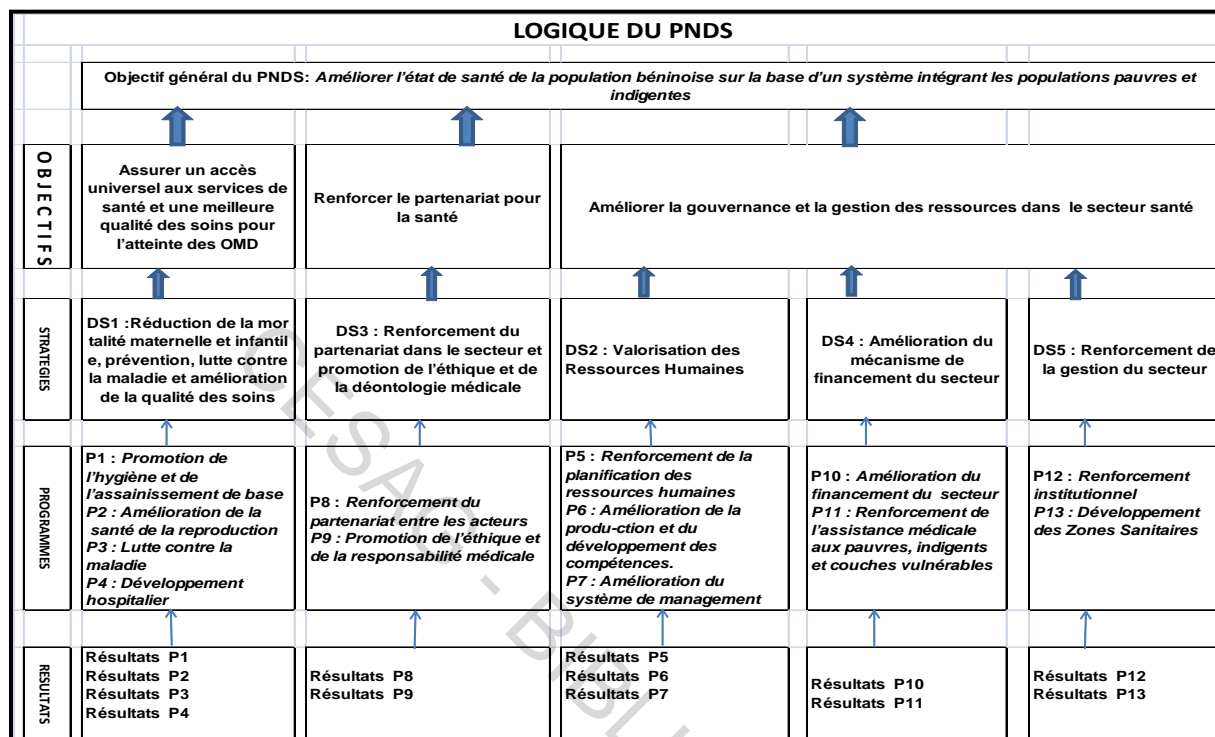 LOGIQUE DU PNDS
Objectif général du PNDS: Améliorer l'état de santé de la population béninoise sur la base d'un système intégrant les populations pauvres et
indigentes
OBJECTIFS
Assurer un accès
universel aux services de
santé et une meilleure
qualité des soins pour
l'atteinte des OMD
Renforcer le partenariat pour
la santé
Améliorer la gouvernance et la gestion des ressources dans le secteur santé
STRATEGIES
DS1 :Réduction de la mor
talité maternelle et infantil
e, prévention, lutte contre
la maladie et amélioration
de la qualité des soins
DS3 : Renforcement du
partenariat dans le secteur et
promotion de l'éthique et de
la déontologie médicale
DS2 : Valorisation des
Ressources Humaines
DS4 : Amélioration du
mécanisme de
financement du secteur
DS5 : Renforcement de
la gestion du secteur
PROGRAMMES
P1 : Promotion de
l'hygiène et de
l'assainissement de base
P2 : Amélioration de la
santé de la reproduction
P3 : Lutte contre la
maladie
P4 : Développement
hospitalier
P8 : Renforcement du
partenariat entre les acteurs
P9 : Promotion de l'éthique et
de la responsabilité médicale
P5 : Renforcement de la
planification des
ressources humaines
P6 : Amélioration de la
produ-ction et du
développement des
compétences.
P7 : Amélioration du
système de management
P10 : Amélioration du
financement du secteur
P11 : Renforcement de
l'assistance médicale
aux pauvres, indigents
et couches vulnérables
P12 : Renforcement
institutionnel
P13 : Développement
des Zones Sanitaires
RESULTATS
Résultats P1
Résultats P2
Résultats P3
Résultats P4
Résultats P8
Résultats P9
Résultats P5
Résultats P6
Résultats P7
Résultats P10
Résultats P11
Résultats P12
Résultats P13
CESAG - BIBLI